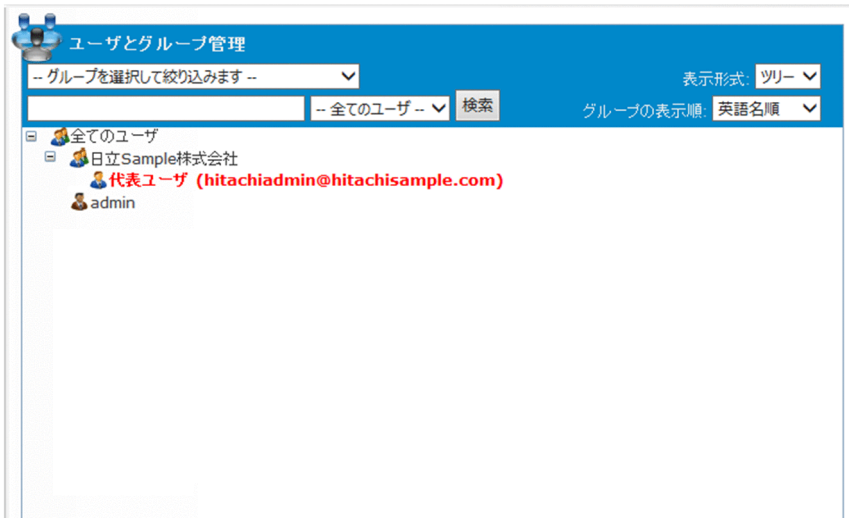 ユーザとグループ管理
-- グループを選択して絞り込みます --
表示形式: ツリー
-- 全てのユーザ -- 検索
グループの表示順: 英語名順
全てのユーザ
日立Sample株式会社
代表ユーザ (hitachiadmin@hitachisample.com)
admin